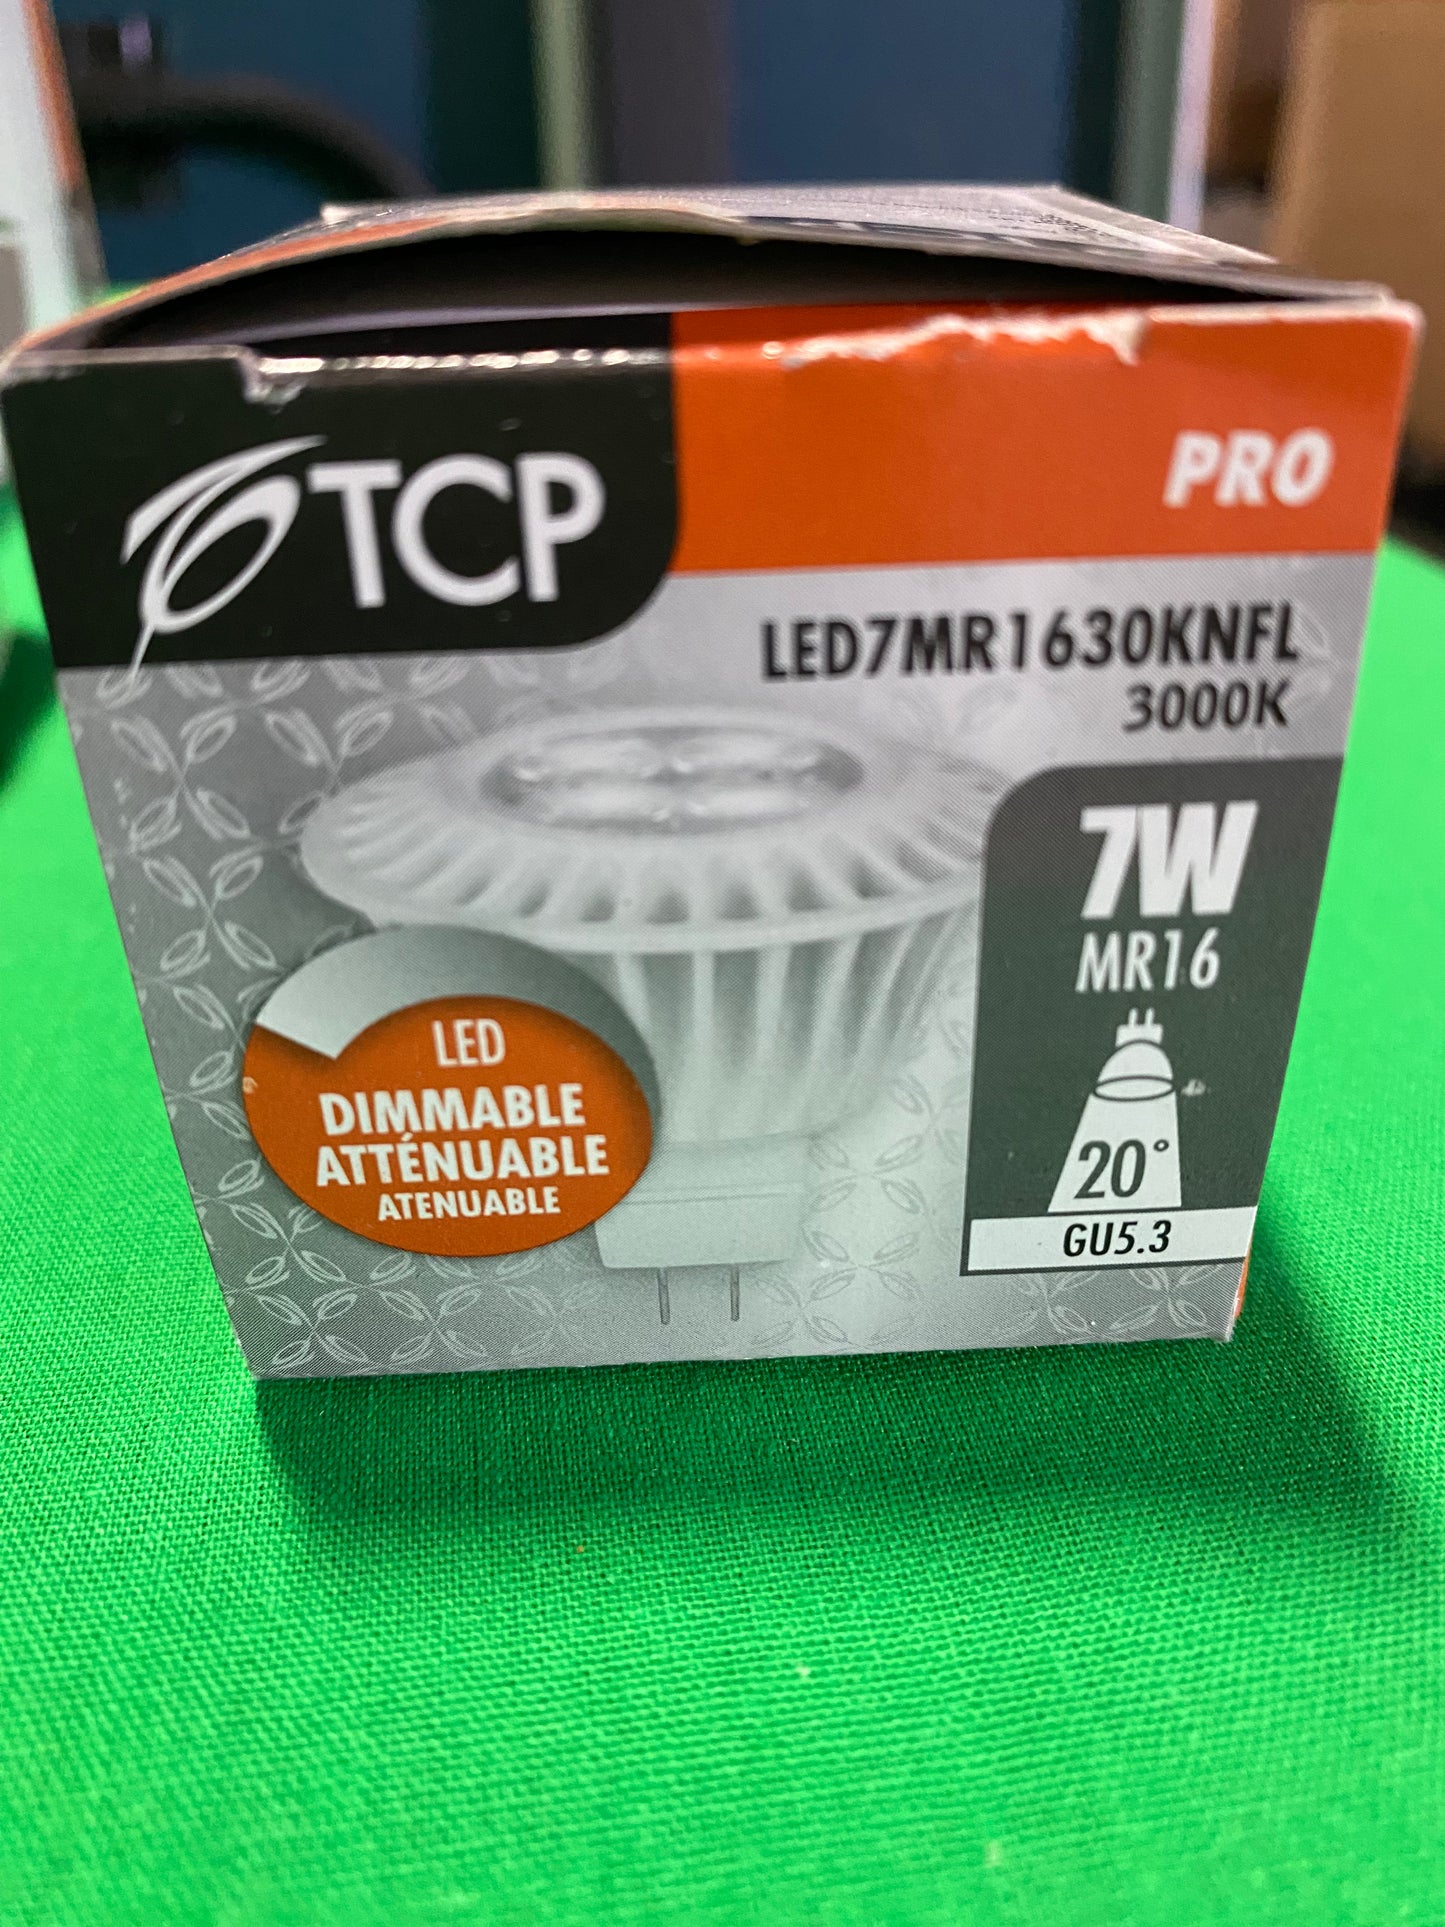 TCP
PRO
LED7MR1630KNFL
3000K
7W
MR16
20°
GU5.3
LED
DIMMABLE
ATTÉNUABLE
ATENUABLE